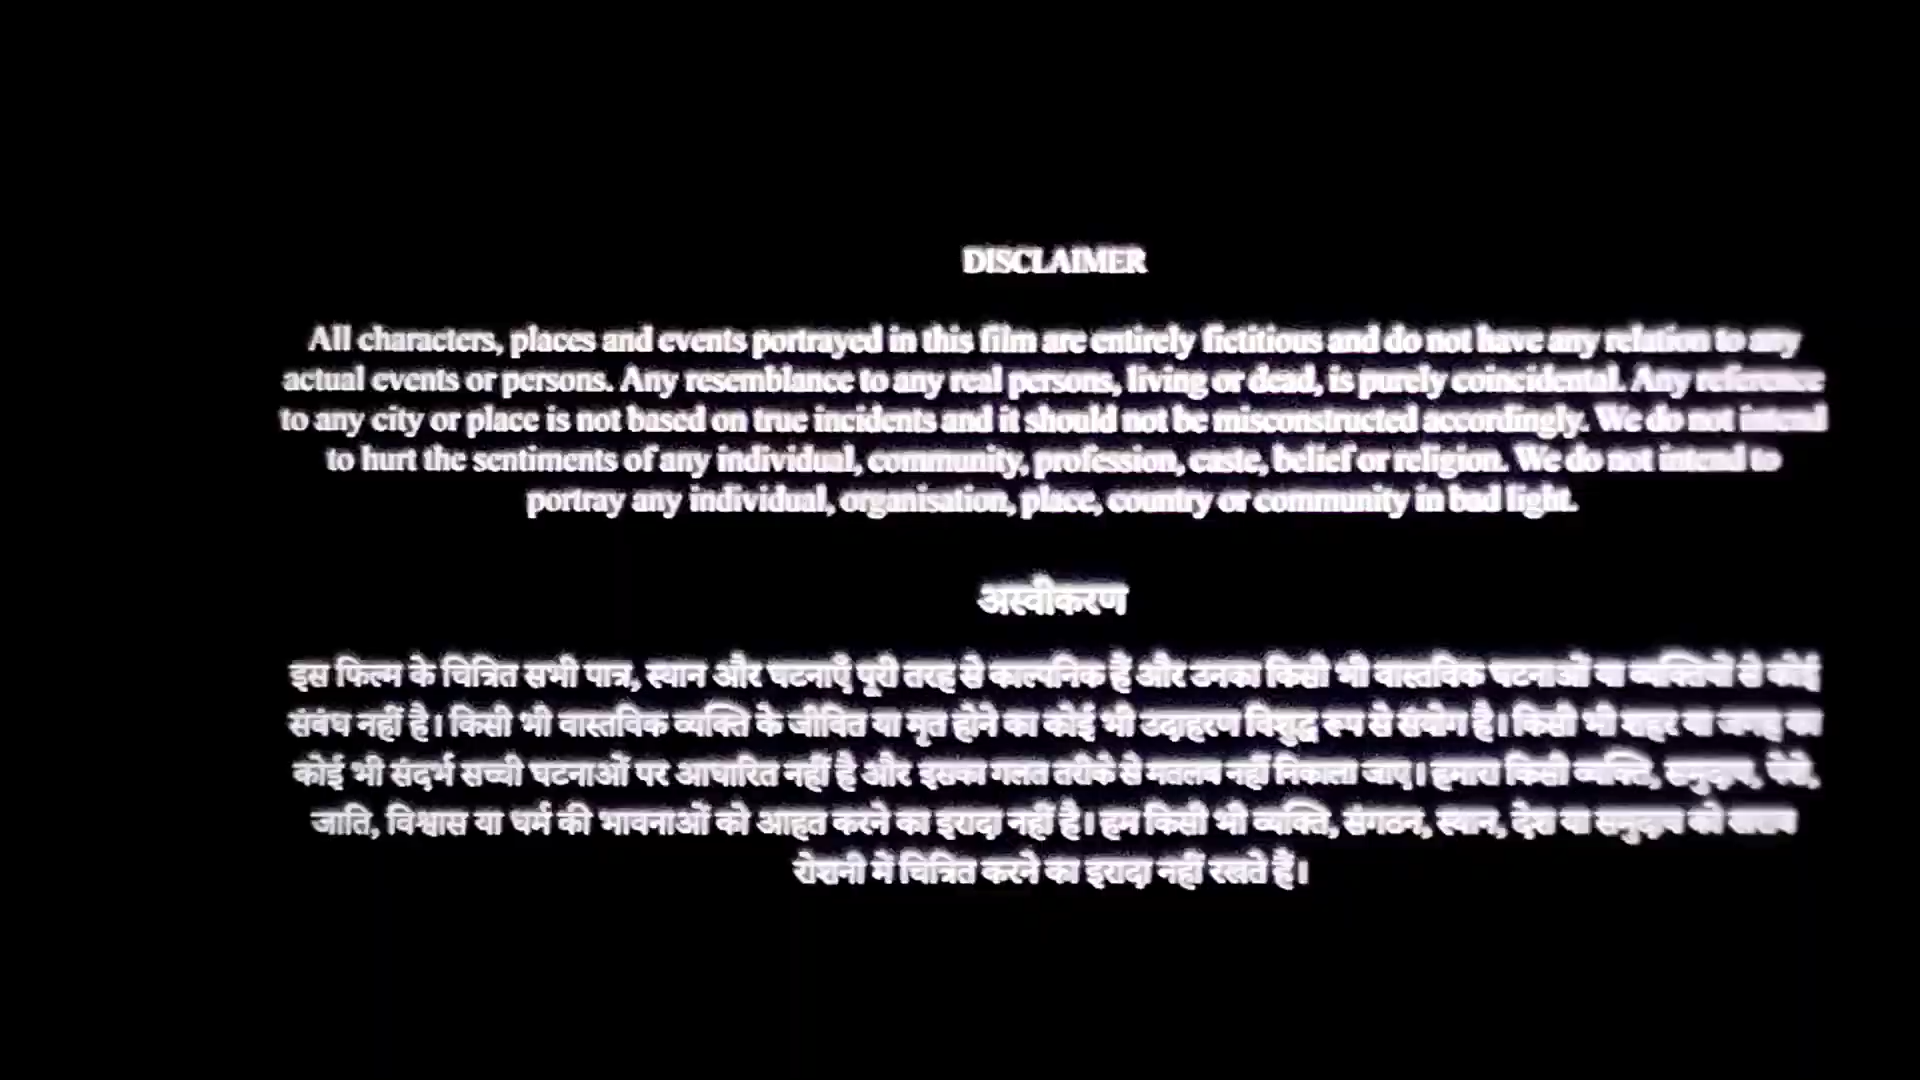 DISCLAIMER
All characters, places and events portrayed in this film are entirely fictitious and do not have any relation to any
actual events or persons. Any resemblance to any real persons, living or dead, is purely coincidental. Any reference
to any city or place is not based on true incidents and it should not be misconstructed accordingly. We do not intend
to hurt the sentiments of any individual, community, profession, caste, belief or religion. We do not intend to
portray any individual, organisation, place, country or community in bad light.
अस्वीकरण
इस फिल्म के चित्रित सभी पात्र, स्थान और घटनाएँ पूरी तरह से काल्पनिक हैं और उनका किसी भी वास्तविक घटनाओं या व्यक्तियों से कोई
संबंध नहीं है। किसी भी वास्तविक व्यक्ति के जीवित या मृत होने का कोई भी उदाहरण विशुद्ध रूप से संयोग है। किसी भी शहर या जगह का
कोई भी संदर्भ सच्ची घटनाओं पर आधारित नहीं है और इसका गलत तरीके से मतलब नहीं निकाला जाए। हमारा किसी व्यक्ति, समुदाय, पेशे,
जाति, विश्वास या धर्म की भावनाओं को आहत करने का इरादा नहीं है। हम किसी भी व्यक्ति, संगठन, स्थान, देश या समुदाय को खराब
रोशनी में चित्रित करने का इरादा नहीं रखते हैं।